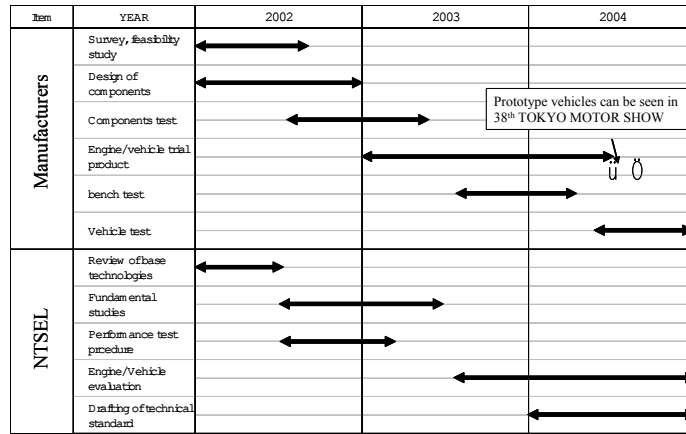 Item YEAR 2002 2003 2004
Manufacturers
Survey, feasibility
study
Design of
components
Components test
Prototype vehicles can be seen in
38th TOKYO MOTOR SHOW
Engine/vehicle trial
product
ü Ö
bench test
Vehicle test
NTSEL
Review of base
technologies
Fundamental
studies
Performance test
prcedure
Engine/Vehicle
evaluation
Drafting of technical
standard